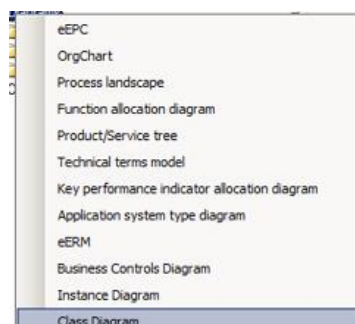 eEPC
OrgChart
Process landscape
Function allocation diagram
Product/Service tree
Technical terms model
Key performance indicator allocation diagram
Application system type diagram
eERM
Business Controls Diagram
Instance Diagram
Class Diagram